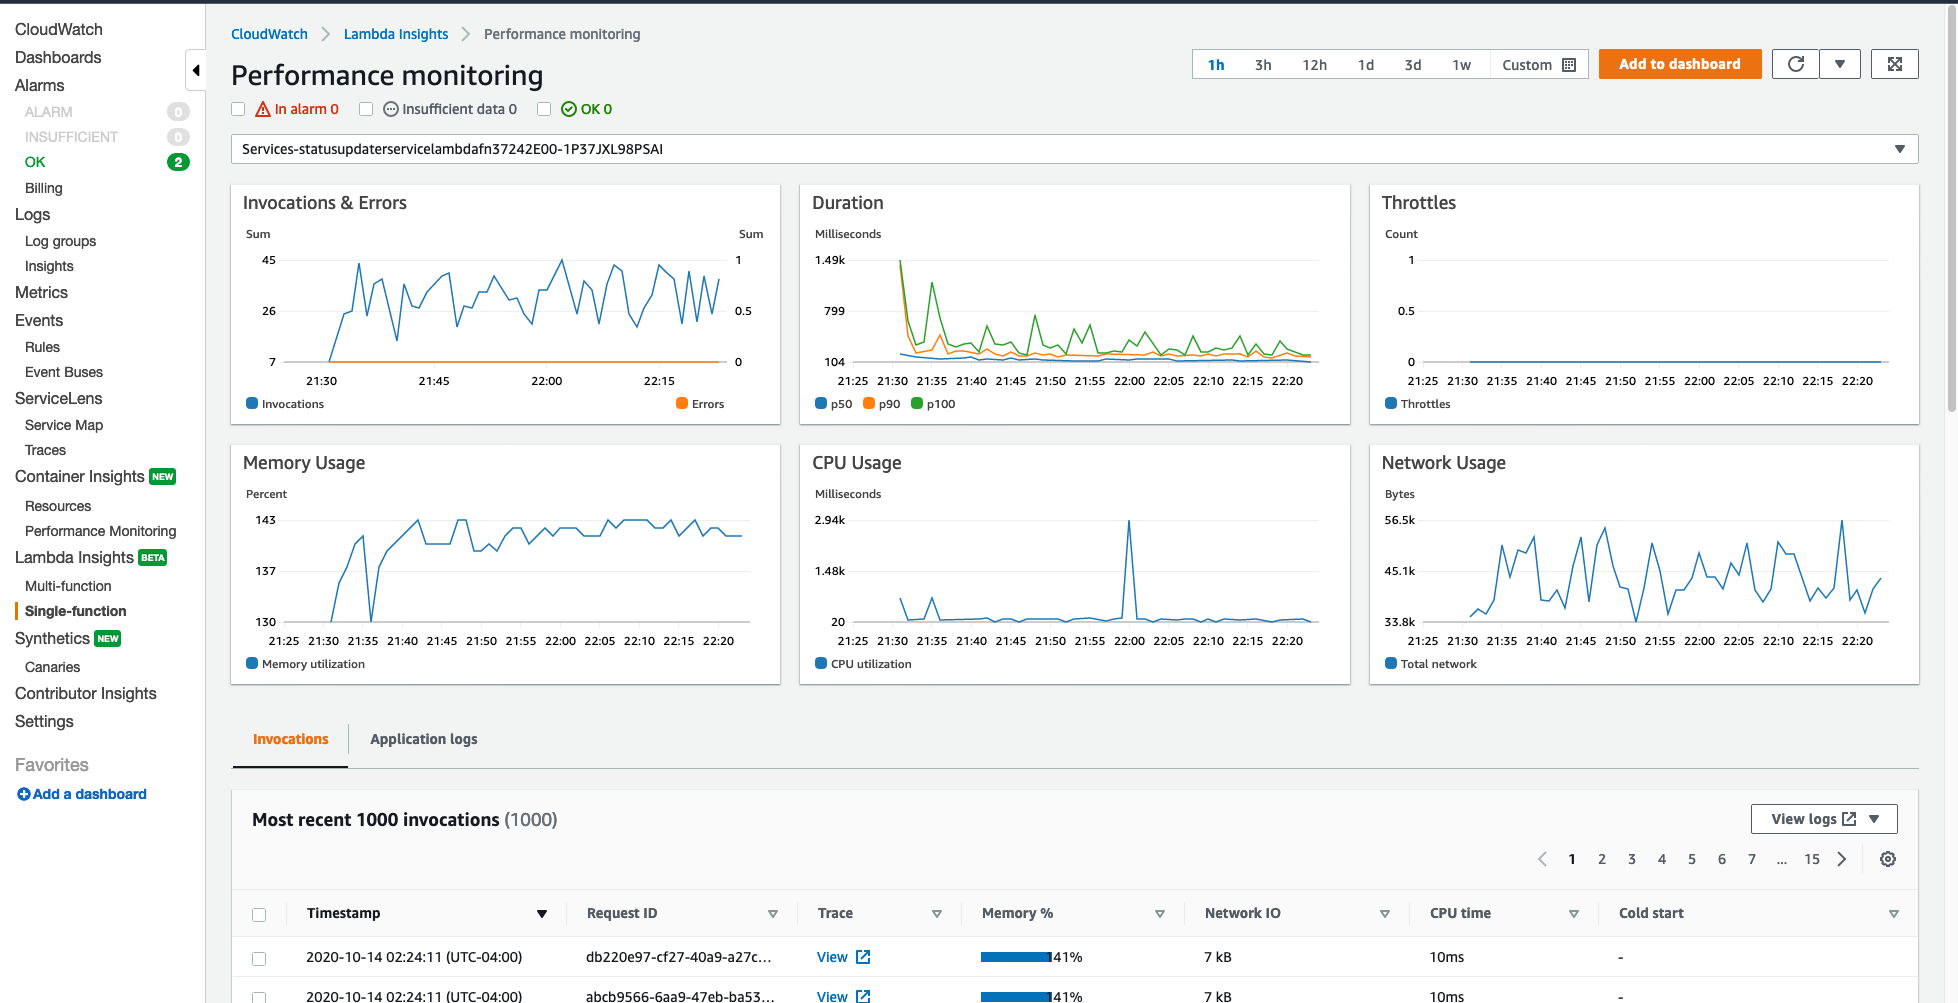 CloudWatch
Dashboards
Alarms
ALARM 0
INSUFFICIENT 0
OK 2
Billing
Logs
Log groups
Insights
Metrics
Events
Rules
Event Buses
ServiceLens
Service Map
Traces
Container Insights NEW
Resources
Performance Monitoring
Lambda Insights BETA
Multi-function
Single-function
Synthetics NEW
Canaries
Contributor Insights
Settings
Favorites
Add a dashboard
CloudWatch Lambda Insights Performance monitoring
Performance monitoring
1h 3h 12h 1d 3d 1w Custom Add to dashboard
In alarm 0 Insufficient data 0 OK 0
Services-statusupdaterservicelambdafn37242E00-1P37JXL98PSAI
Invocations & Errors
Sum Sum
45 1
26 0.5
7 0
21:30 21:45 22:00 22:15
Invocations Errors
Duration
Milliseconds
1.49k
799
104
21:25 21:30 21:35 21:40 21:45 21:50 21:55 22:00 22:05 22:10 22:15 22:20
p50 p90 p100
Throttles
Count
1
0.5
0
21:25 21:30 21:35 21:40 21:45 21:50 21:55 22:00 22:05 22:10 22:15 22:20
Throttles
Memory Usage
Percent
143
137
130
21:25 21:30 21:35 21:40 21:45 21:50 21:55 22:00 22:05 22:10 22:15 22:20
Memory utilization
CPU Usage
Milliseconds
2.94k
1.48k
20
21:25 21:30 21:35 21:40 21:45 21:50 21:55 22:00 22:05 22:10 22:15 22:20
CPU utilization
Network Usage
Bytes
56.5k
45.1k
33.8k
21:25 21:30 21:35 21:40 21:45 21:50 21:55 22:00 22:05 22:10 22:15 22:20
Total network
Invocations Application logs
Most recent 1000 invocations (1000) View logs
1 2 3 4 5 6 7 ... 15
Timestamp Request ID Trace Memory % Network IO CPU time Cold start
2020-10-14 02:24:11 (UTC-04:00) db220e97-cf27-40a9-a27c... View 141% 7 kB 10ms -
2020-10-14 02:24:11 (UTC-04:00) abcb9566-6aa9-47eb-ba53... View 141% 7 kB 10ms -